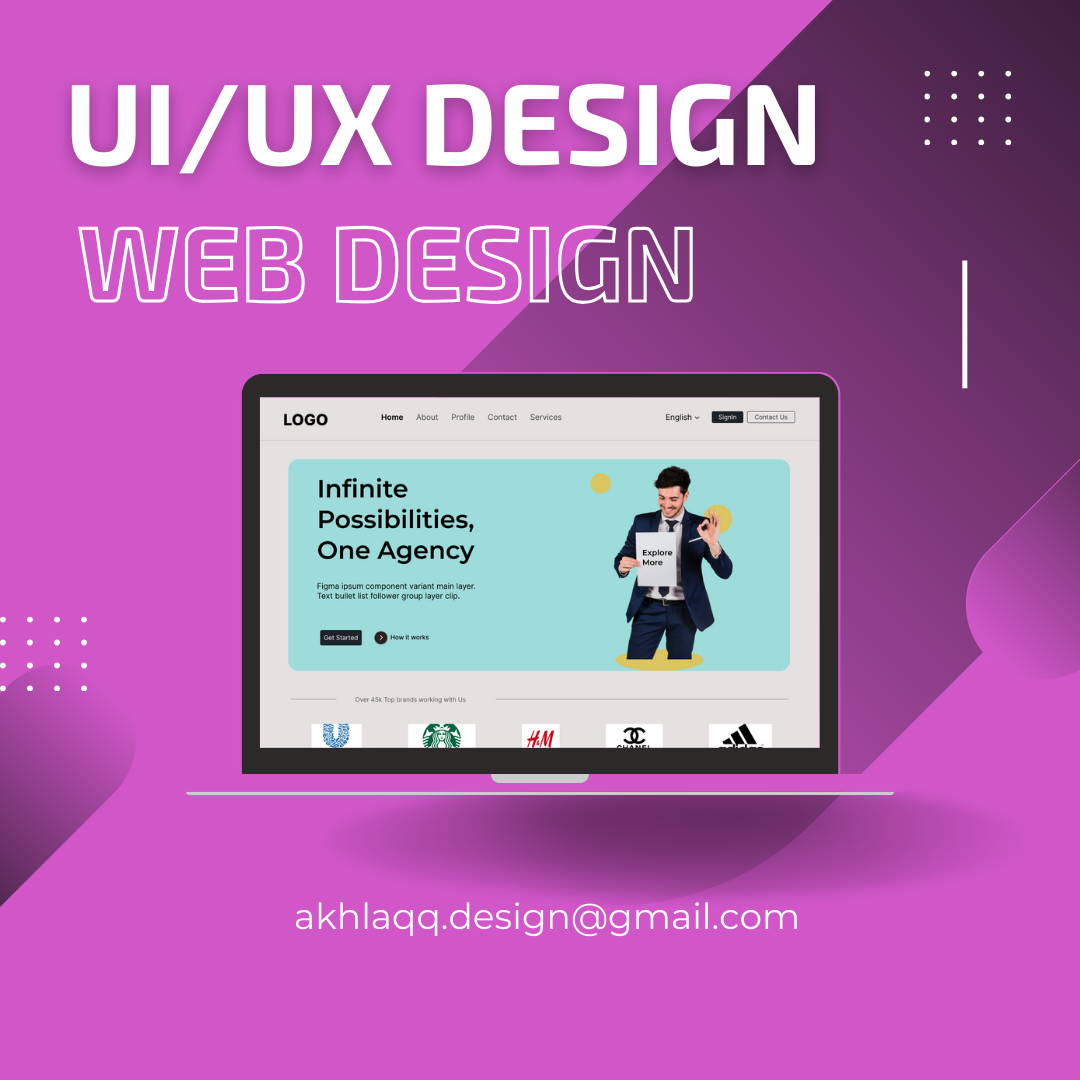 UI/UX DESIGN
WEB DESIGN
LOGO Home About Profile Contact Services English SignIn Contact Us
Infinite
Possibilities,
One Agency
Explore
More
Figma ipsum component variant main layer.
Text bullet list follower group layer clip.
Get Started How it works
Over 45k Top brands working with Us
H&M CHANEL adidas
akhlaqq.design@gmail.com